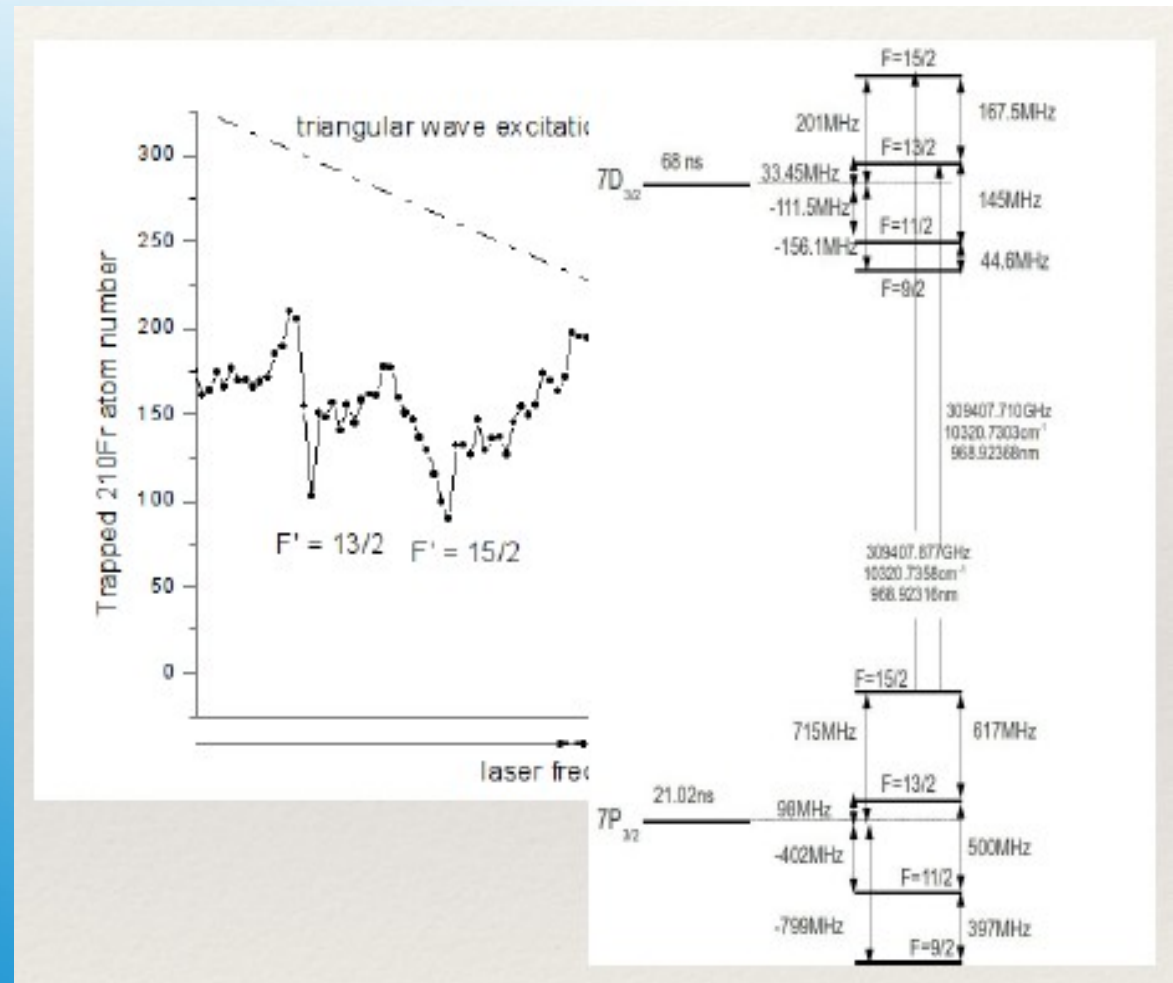 triangular wave excitatio
300
250
200
150
100
50
0
Trapped 210Fr atom number
F' = 13/2 F' = 15/2
laser freq
F=15/2
201MHz
167.5MHz
F=13/2
7D3/2
68 ns
33.45MHz
-111.5MHz
145MHz
F=11/2
-156.1MHz
44.6MHz
F=9/2
309407.710GHz
10320.7303cm⁻¹
968.92368nm
309407.877GHz
10320.7358cm⁻¹
968.92316nm
F=15/2
715MHz
617MHz
F=13/2
7P3/2
21.02ns
98MHz
-402MHz
500MHz
F=11/2
-799MHz
397MHz
F=9/2